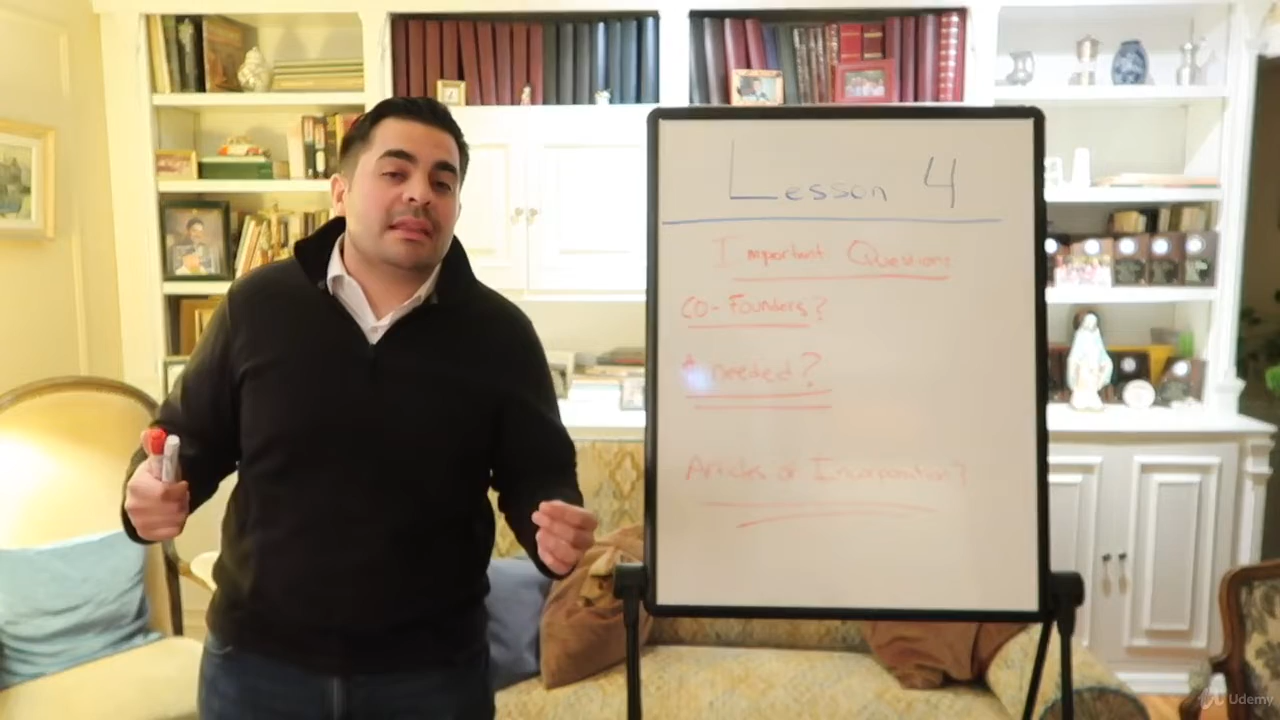 Lesson 4
Important Questions
CO-Founders?
needed?
Articles of Incorporation?
Udemy